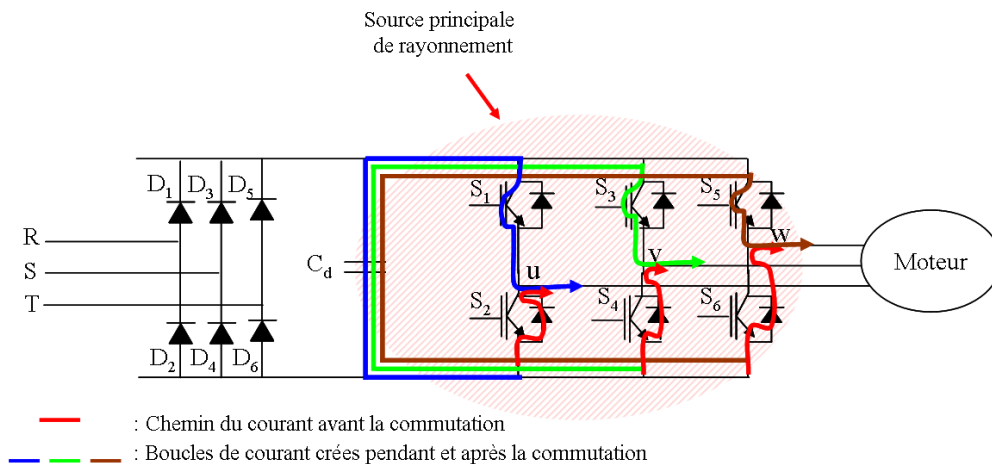 Source principale
de rayonnement
D1 D3 D5
S1 S3 S5
R
S
T
Cd
u v w
Moteur
S2 S4 S6
D2 D4 D6
: Chemin du courant avant la commutation
: Boucles de courant crées pendant et après la commutation